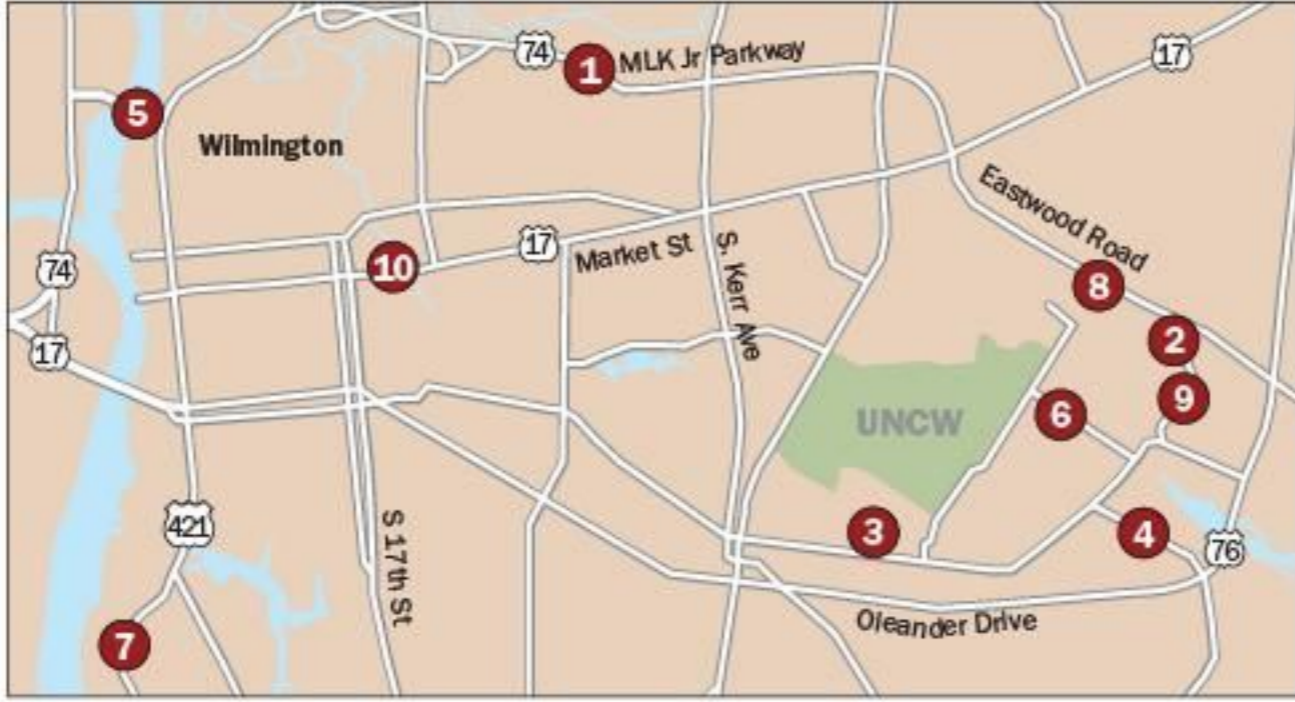 74
1
MLK Jr Parkway
17
5
Wilmington
Eastwood Road
17
Market St
S. Kerr Ave
10
74
8
17
2
9
UNCW
6
421
S 17th St
3
4
76
Oleander Drive
7